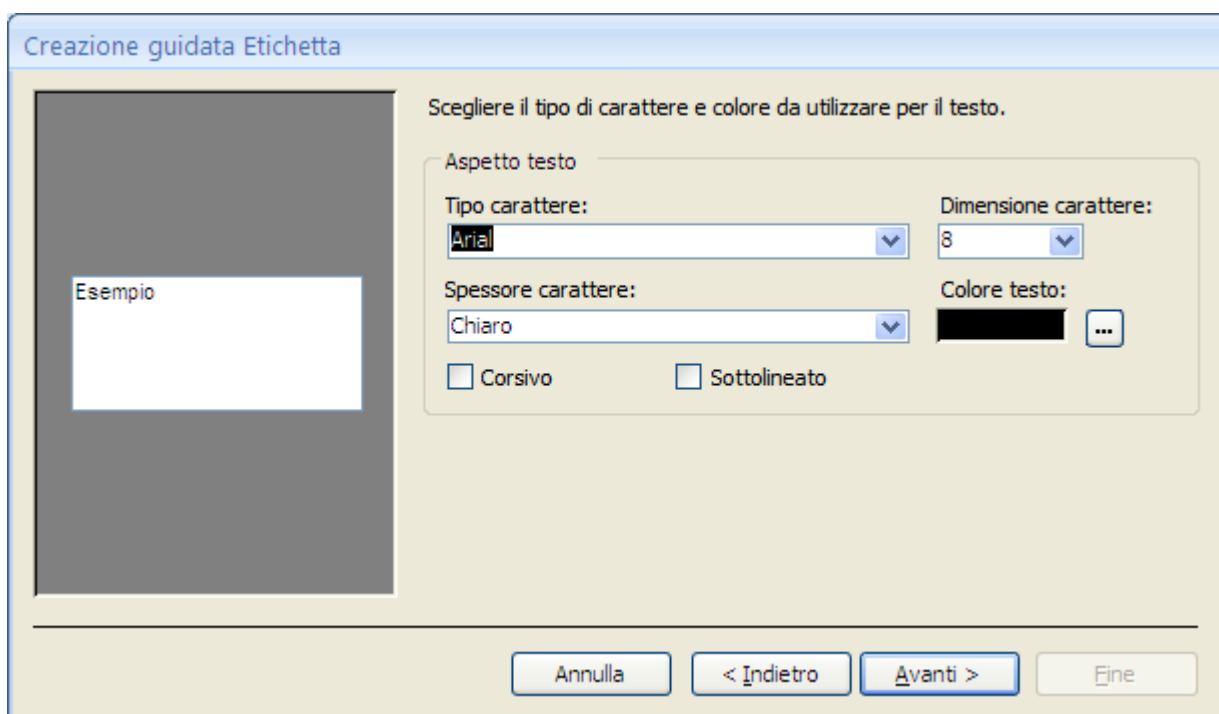 Creazione guidata Etichetta
Scegliere il tipo di carattere e colore da utilizzare per il testo.
Aspetto testo
Tipo carattere:
Dimensione carattere:
Arial
8
Esempio
Spessore carattere:
Colore testo:
Chiaro
...
Corsivo
Sottolineato
Annulla
< Indietro
Avanti >
Fine